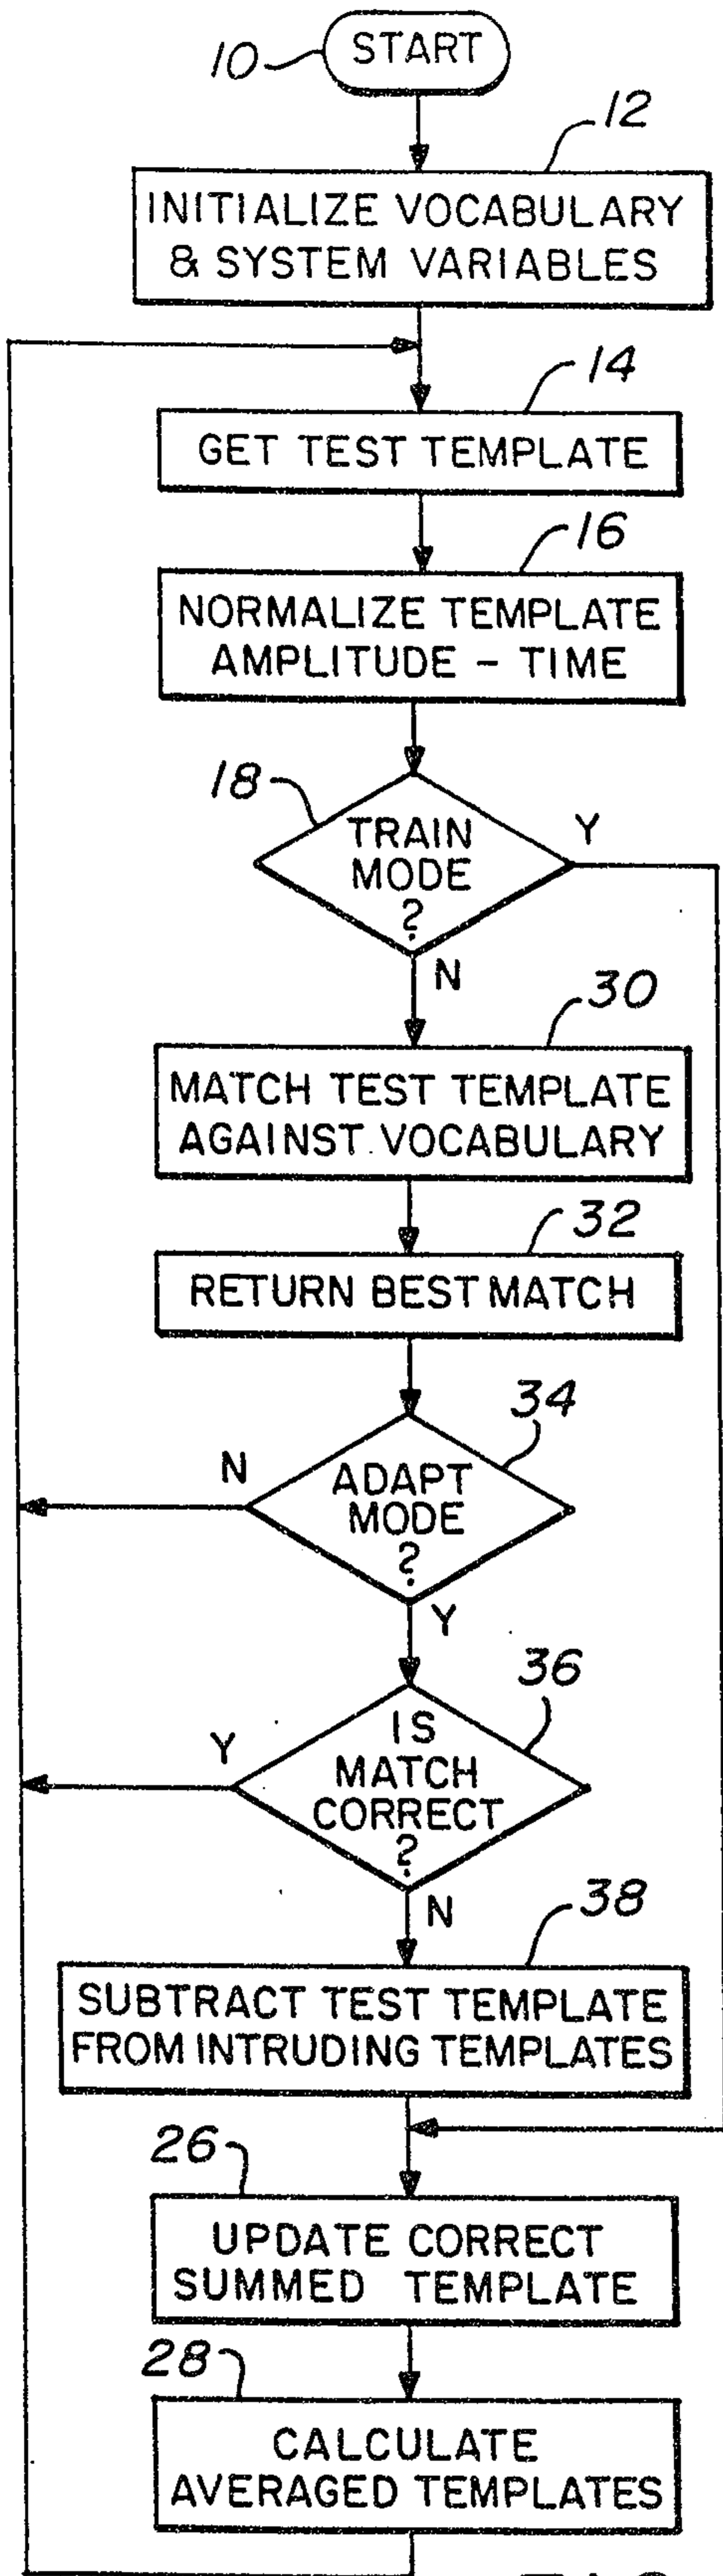 10
START
12
INITIALIZE VOCABULARY
& SYSTEM VARIABLES
14
GET TEST TEMPLATE
16
NORMALIZE TEMPLATE
AMPLITUDE - TIME
18
TRAIN
MODE
?
Y
N
30
MATCH TEST TEMPLATE
AGAINST VOCABULARY
32
RETURN BEST MATCH
34
N
ADAPT
MODE
?
Y
36
Y
IS
MATCH
CORRECT
?
N
38
SUBTRACT TEST TEMPLATE
FROM INTRUDING TEMPLATES
26
UPDATE CORRECT
SUMMED TEMPLATE
28
CALCULATE
AVERAGED TEMPLATES